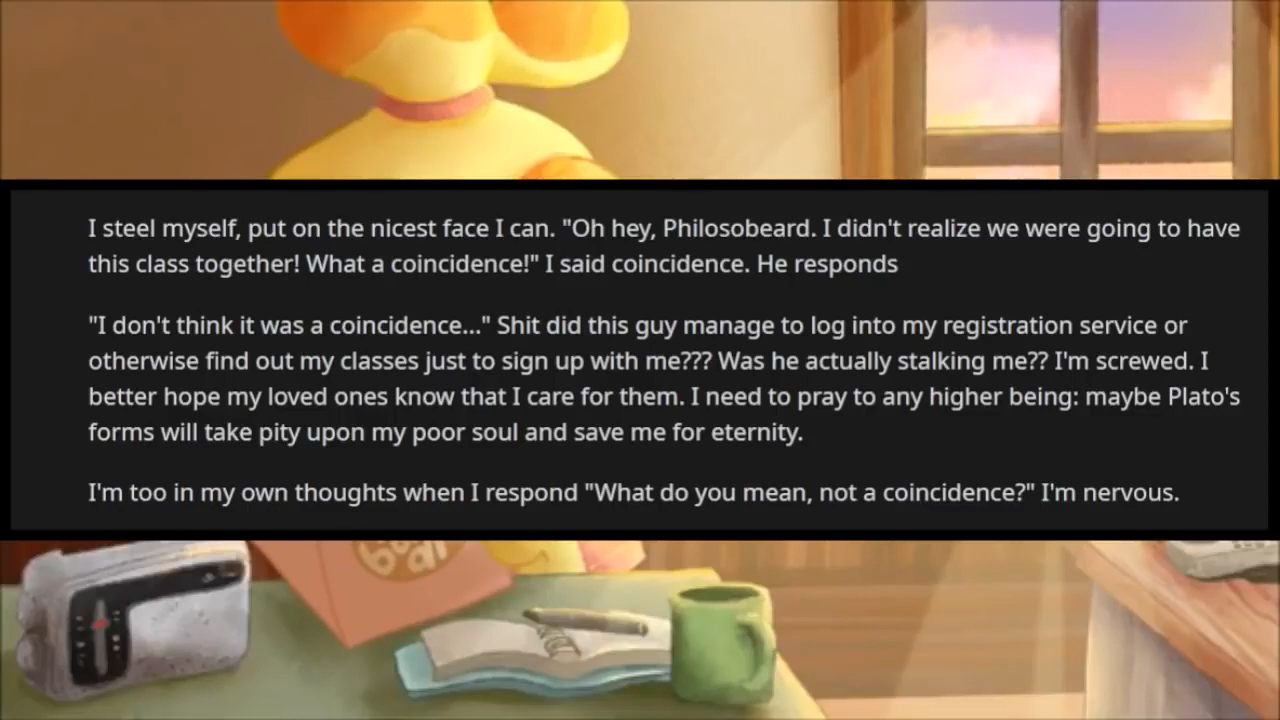 I steel myself, put on the nicest face I can. "Oh hey, Philosobeard. I didn't realize we were going to have
this class together! What a coincidence!" I said coincidence. He responds
"I don't think it was a coincidence..." Shit did this guy manage to log into my registration service or
otherwise find out my classes just to sign up with me??? Was he actually stalking me?? I'm screwed. I
better hope my loved ones know that I care for them. I need to pray to any higher being: maybe Plato's
forms will take pity upon my poor soul and save me for eternity.
I'm too in my own thoughts when I respond "What do you mean, not a coincidence?" I'm nervous.